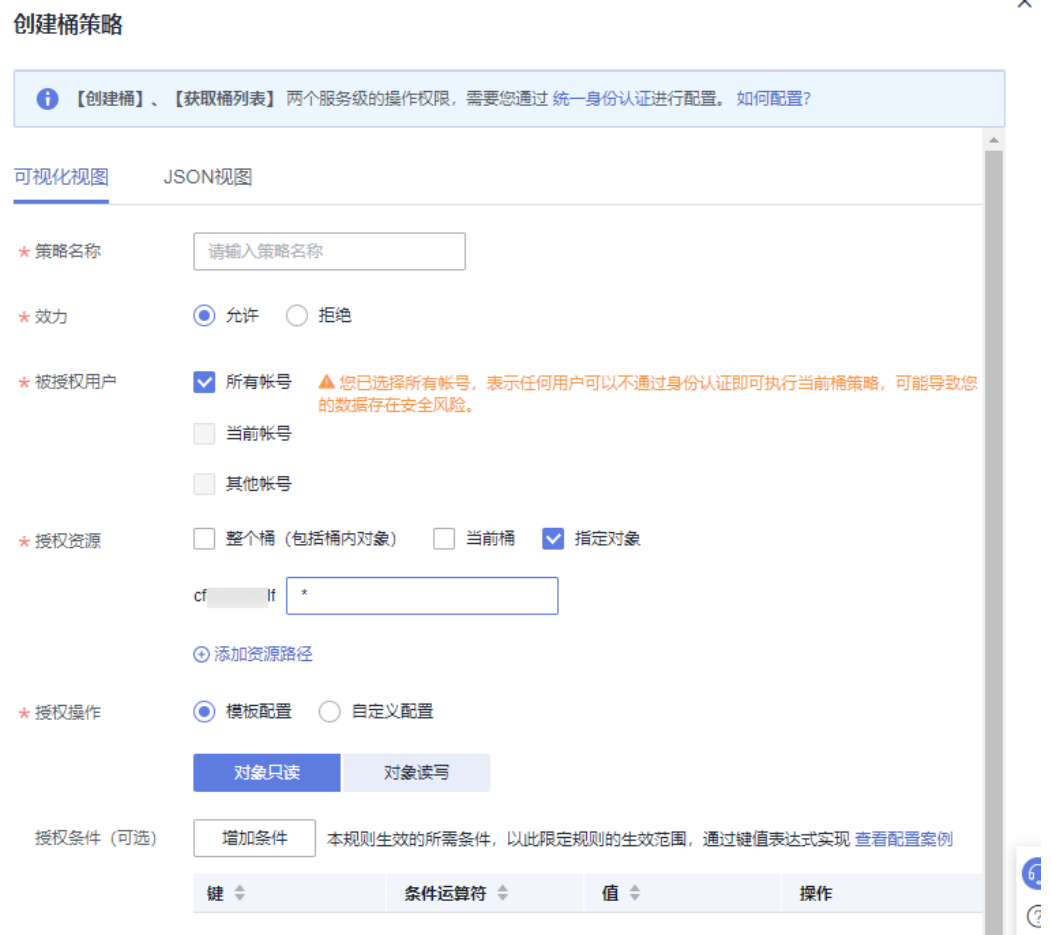 创建桶策略
【创建桶】、【获取桶列表】 两个服务级的操作权限，需要您通过 统一身份认证进行配置。 如何配置?
可视化视图 JSON视图
* 策略名称 请输入策略名称
* 效力 允许 拒绝
* 被授权用户 所有帐号 您已选择所有帐号，表示任何用户可以不通过身份认证即可执行当前桶策略，可能导致您
的数据存在安全风险。
当前帐号
其他帐号
* 授权资源 整个桶（包括桶内对象） 当前桶 指定对象
cf lf *
添加资源路径
* 授权操作 模板配置 自定义配置
对象只读 对象读写
授权条件（可选） 增加条件 本规则生效的所需条件，以此限定规则的生效范围，通过键值表达式实现 查看配置案例
键 条件运算符 值 操作